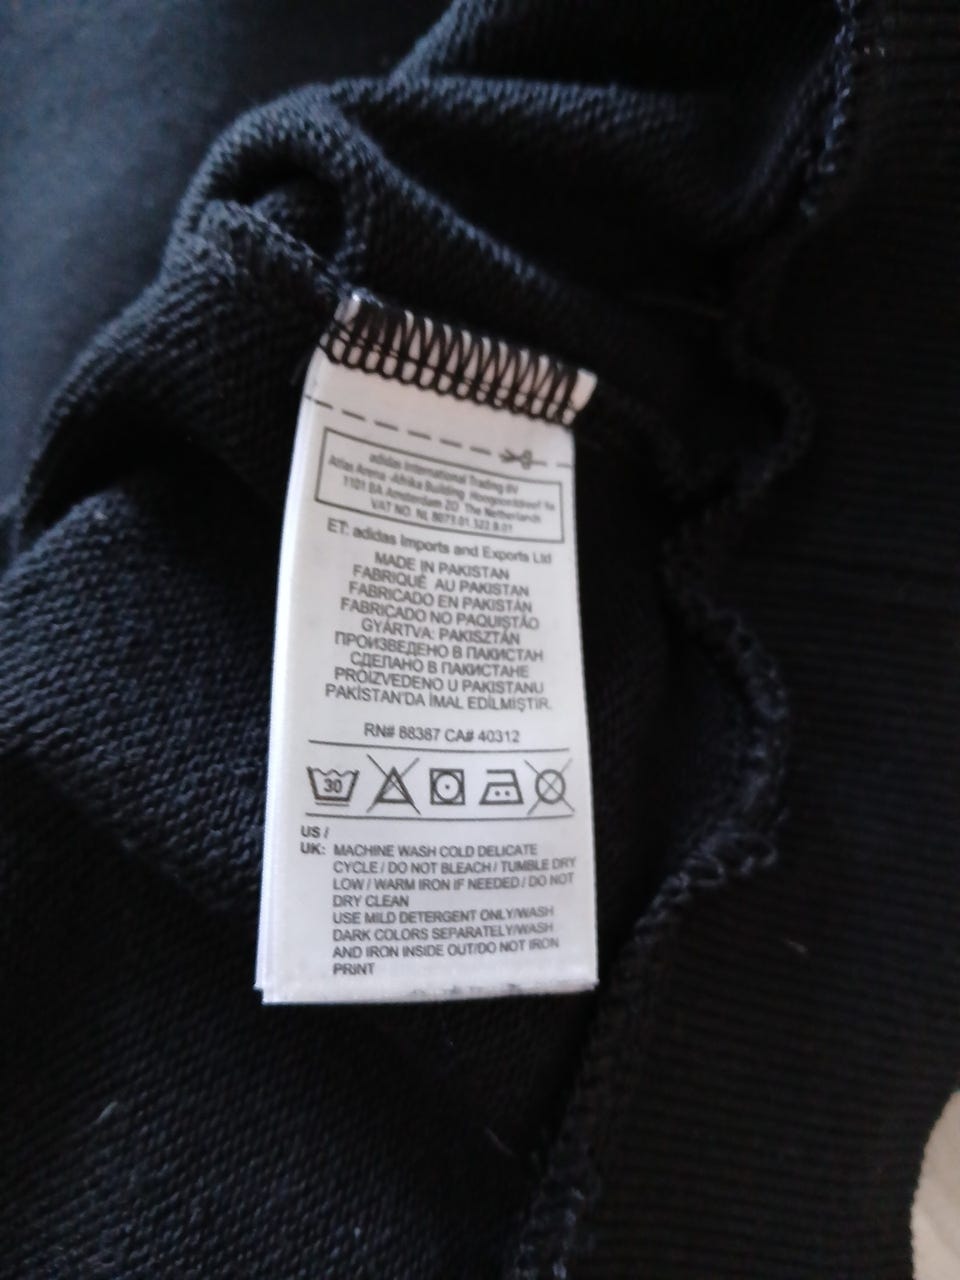 adidas International Trading BV
Atlas Arena -Afrika Building Hoogoorddreef 9a
1101 BA Amsterdam ZO The Netherlands
VAT NO. NL 8073.01.322.B.01
ET: adidas Imports and Exports Ltd
MADE IN PAKISTAN
FABRIQUÉ AU PAKISTAN
FABRICADO EN PAKISTÁN
FABRICADO NO PAQUISTÃO
GYÁRTVA: PAKISZTÁN
ПРОИЗВЕДЕНО В ПАКИСТАН
СДЕЛАНО В ПАКИСТАНЕ
PROIZVEDENO U PAKISTANU
PAKİSTAN'DA İMAL EDİLMİŞTİR.
RN# 88387 CA# 40312
30
US /
UK: MACHINE WASH COLD DELICATE
CYCLE / DO NOT BLEACH / TUMBLE DRY
LOW / WARM IRON IF NEEDED / DO NOT
DRY CLEAN
USE MILD DETERGENT ONLY/WASH
DARK COLORS SEPARATELY/WASH
AND IRON INSIDE OUT/DO NOT IRON
PRINT